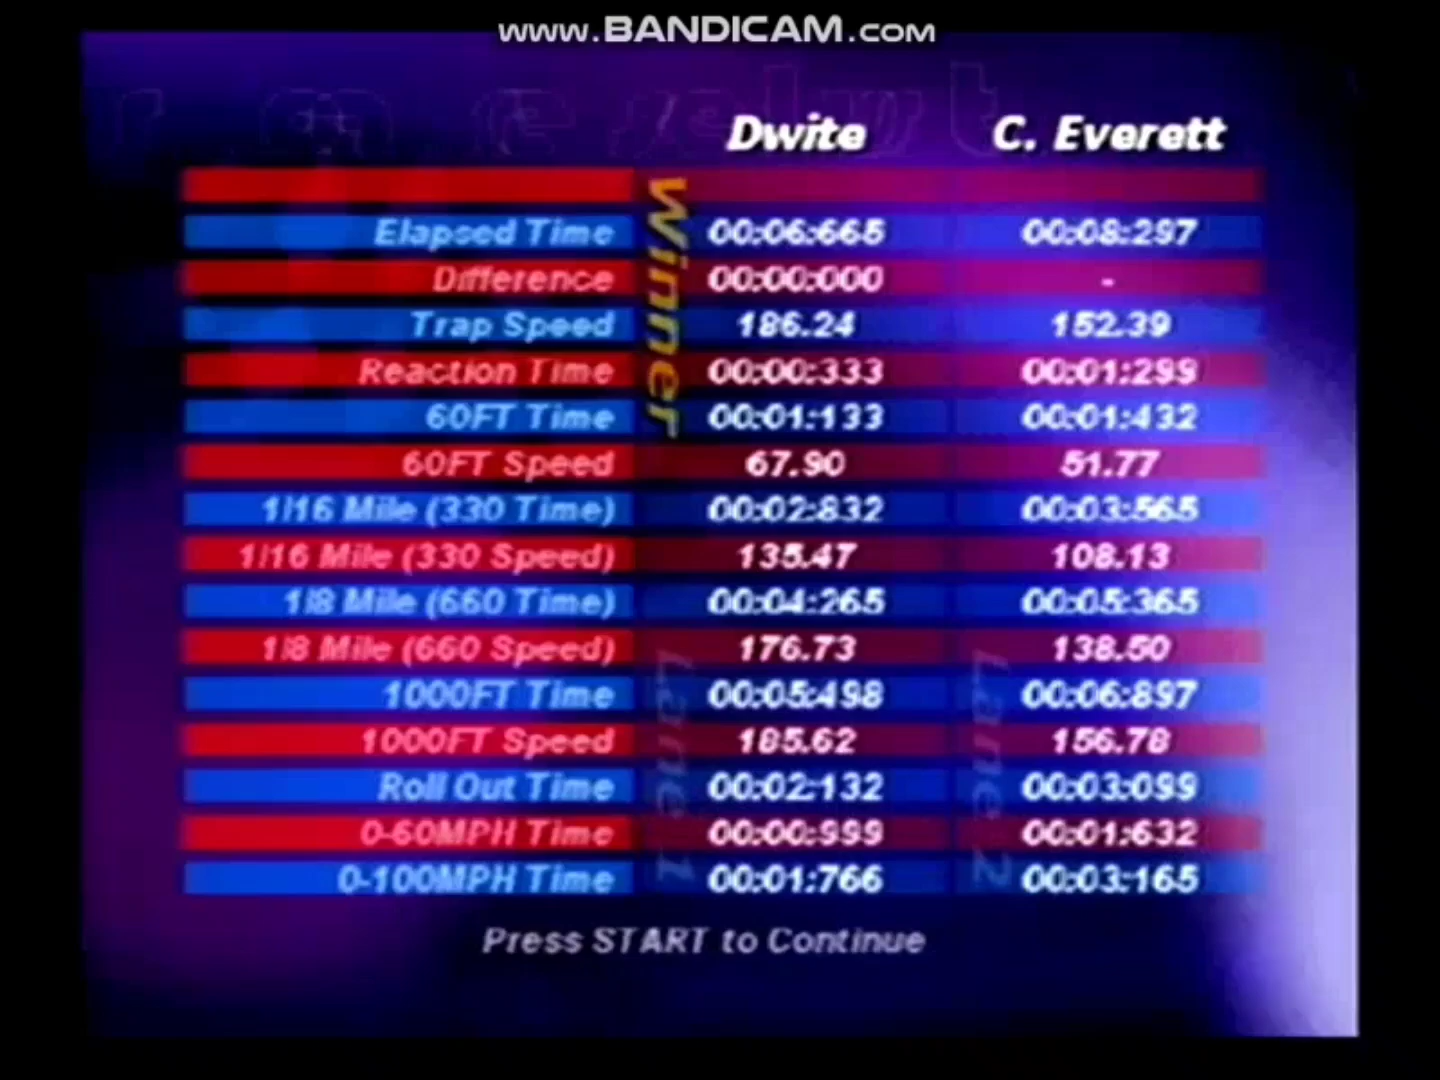 www.BANDICAM.com
Dwite C. Everett
Winner
Elapsed Time 00:06:665 00:08:297
Difference 00:00:000 -
Trap Speed 186.24 152.39
Reaction Time 00:00:333 00:01:299
60FT Time 00:01:133 00:01:432
60FT Speed 67.90 51.77
1/16 Mile (330 Time) 00:02:832 00:03:565
1/16 Mile (330 Speed) 135.47 108.13
1/8 Mile (660 Time) 00:04:265 00:05:365
1/8 Mile (660 Speed) 176.73 138.50
1000FT Time 00:05:498 00:06:897
1000FT Speed 185.62 156.78
Roll Out Time 00:02:132 00:03:099
0-60MPH Time 00:00:999 00:01:632
0-100MPH Time 00:01:766 00:03:165
Lane 1 Lane 2
Press START to Continue